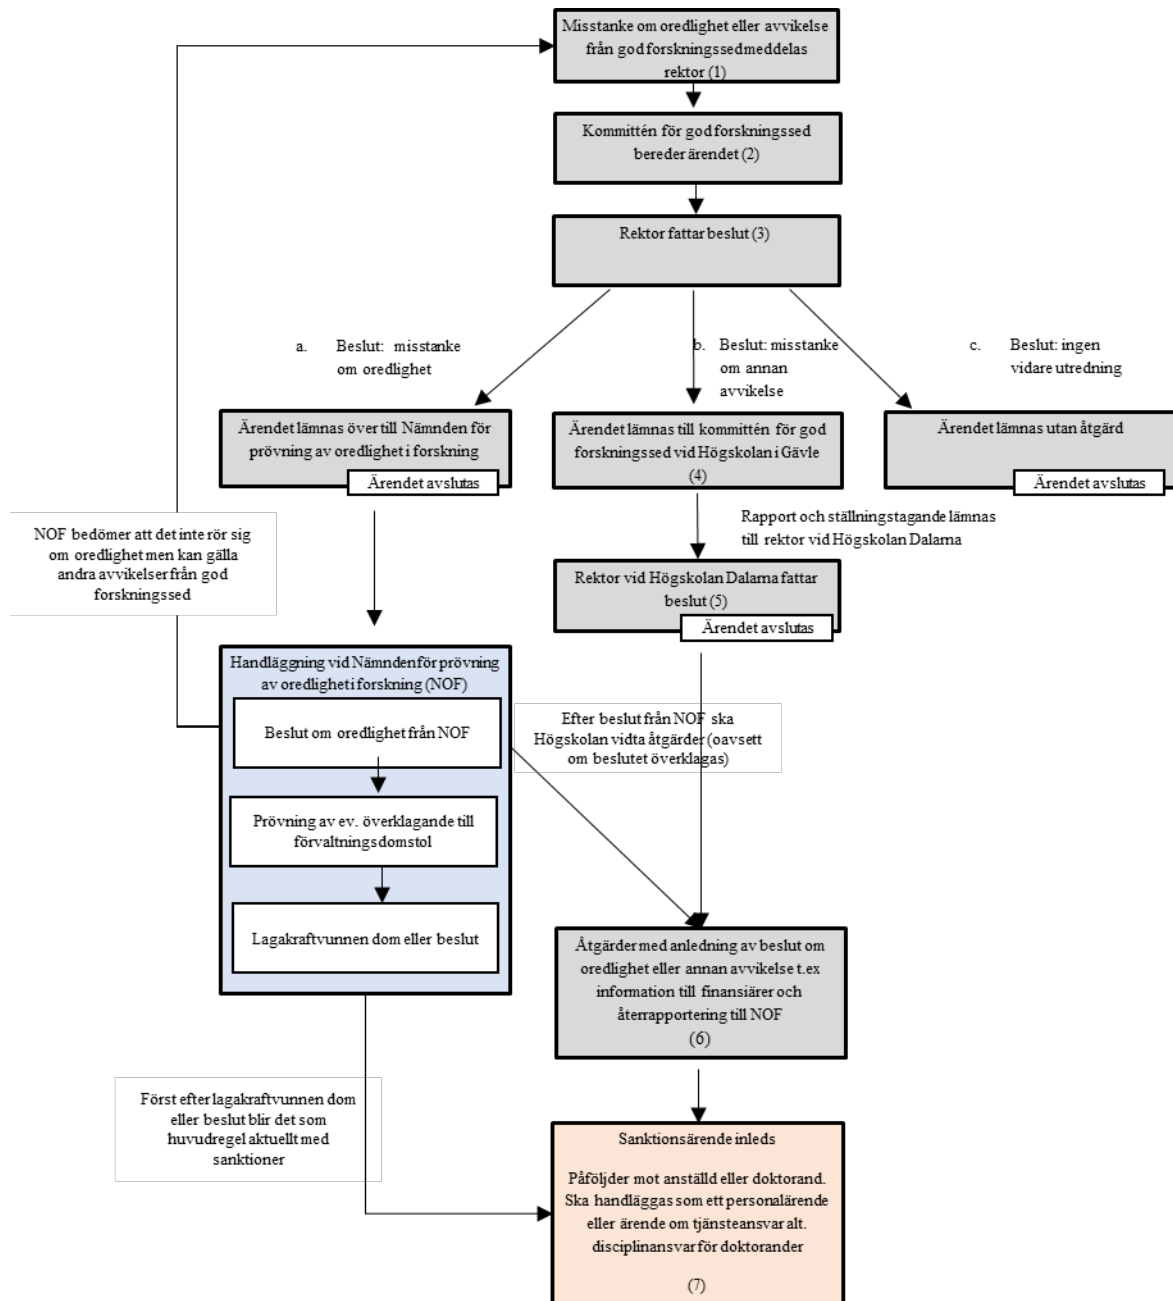 Misstanke om oredlighet eller avvikelse
från god forskningssed meddelas
rektor (1)
Kommittén för god forskningssed
bereder ärendet (2)
Rektor fattar beslut (3)
a. Beslut: misstanke
om oredlighet
b. Beslut: misstanke
om annan
avvikelse
c. Beslut: ingen
vidare utredning
Ärendet lämnas över till Nämnden för
prövning av oredlighet i forskning
Ärendet avslutas
Ärendet lämnas till kommittén för god
forskningssed vid Högskolan i Gävle
(4)
Ärendet lämnas utan åtgärd
Ärendet avslutas
NOF bedömer att det inte rör sig
om oredlighet men kan gälla
andra avvikelser från god
forskningssed
Rapport och ställningstagande lämnas
till rektor vid Högskolan Dalarna
Rektor vid Högskolan Dalarna fattar
beslut (5)
Ärendet avslutas
Handläggning vid Nämnden för prövning
av oredlighet i forskning (NOF)
Beslut om oredlighet från NOF
Efter beslut från NOF ska
Högskolan vidta åtgärder (oavsett
om beslutet överklagas)
Prövning av ev. överklagande till
förvaltningsdomstol
Lagakraftvunnen dom eller beslut
Åtgärder med anledning av beslut om
oredlighet eller annan avvikelse t.ex
information till finansiärer och
återrapportering till NOF
(6)
Först efter lagakraftvunnen dom
eller beslut blir det som
huvudregel aktuellt med
sanktioner
Sanktionsärende inleds
Påföljder mot anställd eller doktorand.
Ska handläggas som ett personalärende
eller ärende om tjänsteansvar alt.
disciplinansvar för doktorander
(7)